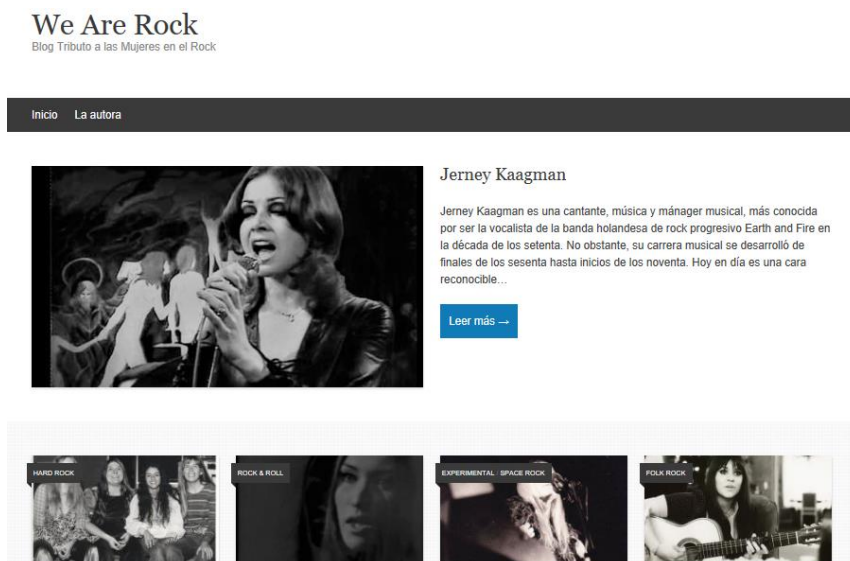 We Are Rock
Blog Tributo a las Mujeres en el Rock
Inicio
La autora
Jerney Kaagman
Jerney Kaagman es una cantante, música y mánager musical, más conocida
por ser la vocalista de la banda holandesa de rock progresivo Earth and Fire en
la década de los setenta. No obstante, su carrera musical se desarrolló de
finales de los sesenta hasta inicios de los noventa. Hoy en día es una cara
reconocible…
Leer más →
HARD ROCK
ROCK & ROLL
EXPERIMENTAL / SPACE ROCK
FOLK ROCK